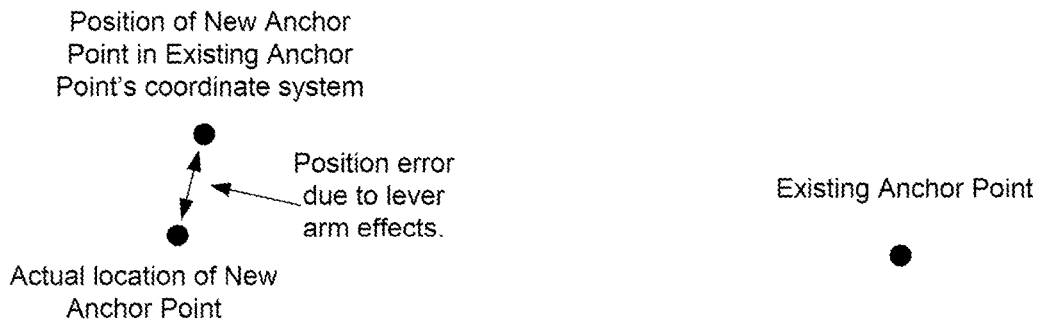 Position of New Anchor
Point in Existing Anchor
Point's coordinate system
Position error
due to lever
arm effects.
Existing Anchor Point
Actual location of New
Anchor Point